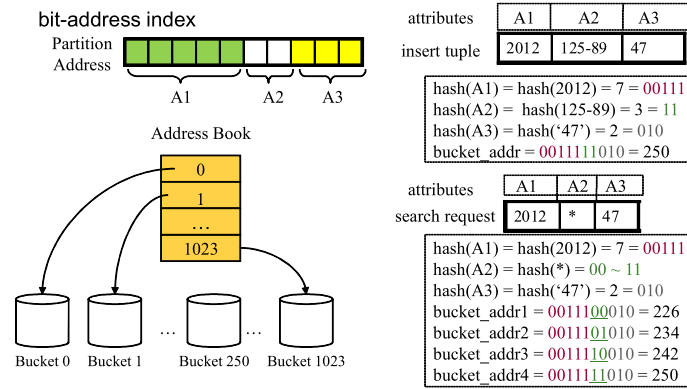 bit-address index
Partition
Address
A1 A2 A3
Address Book
0
1
...
1023
... ...
Bucket 0 Bucket 1 Bucket 250 Bucket 1023
attributes A1 A2 A3
insert tuple 2012 125-89 47
hash(A1) = hash(2012) = 7 = 00111
hash(A2) = hash(125-89) = 3 = 11
hash(A3) = hash(‘47’) = 2 = 010
bucket_addr = 0011111010 = 250
attributes A1 A2 A3
search request 2012 * 47
hash(A1) = hash(2012) = 7 = 00111
hash(A2) = hash(*) = 00 ~ 11
hash(A3) = hash(‘47’) = 2 = 010
bucket_addr1 = 0011100010 = 226
bucket_addr2 = 0011101010 = 234
bucket_addr3 = 0011110010 = 242
bucket_addr4 = 0011111010 = 250